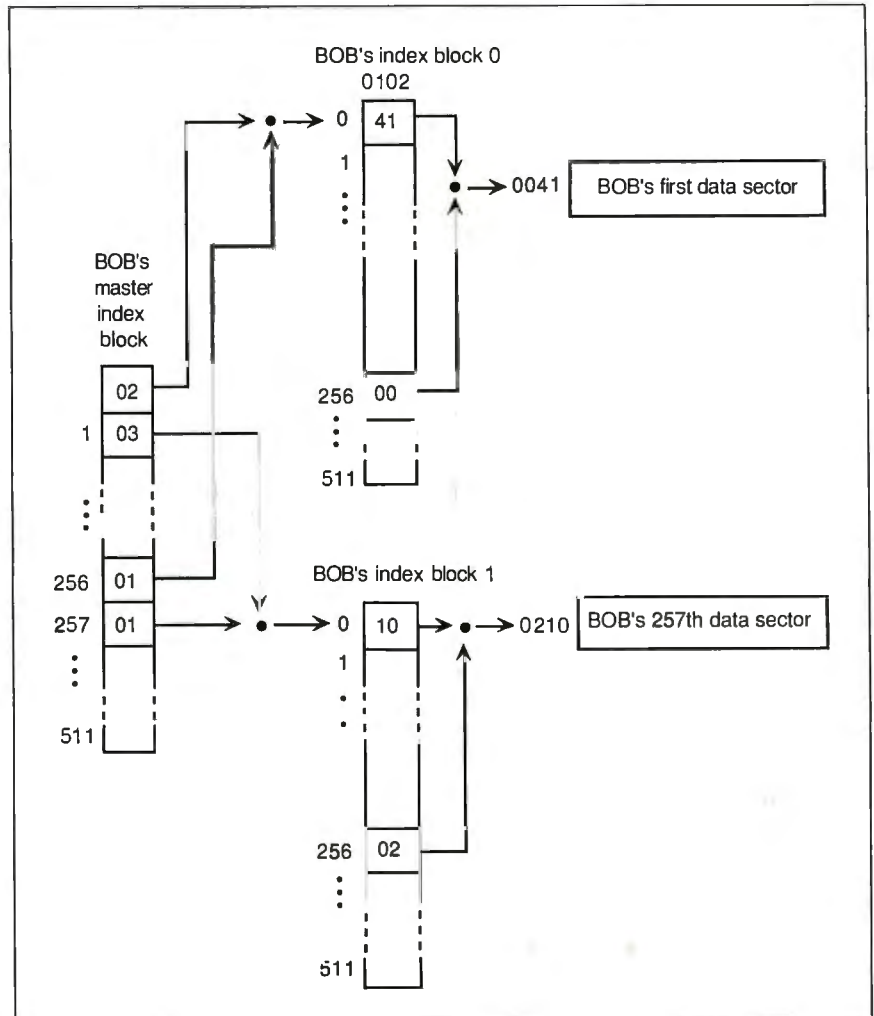 BOB's index block 0
0102
0 41
1
0041 BOB's first data sector
BOB's
master
index
block
02
1 03
256 00
511
256 01
257 01
511
BOB's index block 1
0 10
0210 BOB's 257th data sector
1
256 02
511